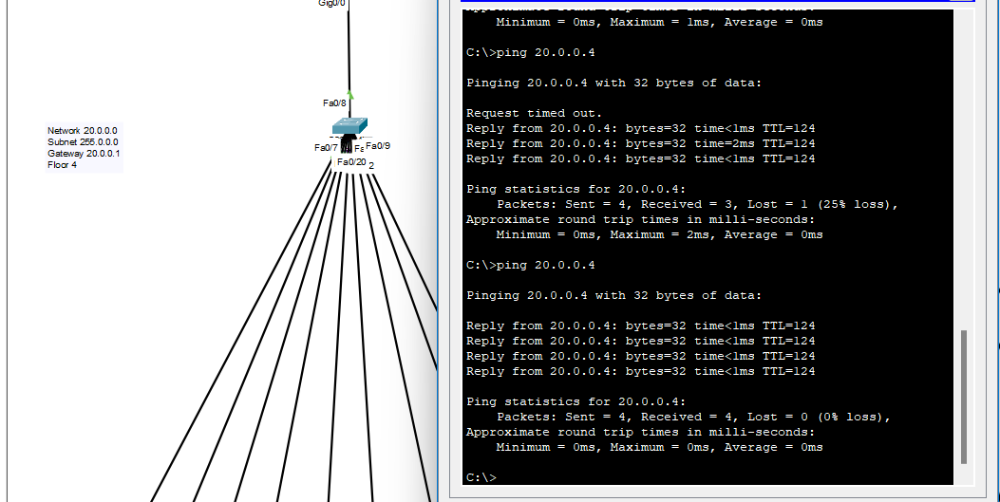 Gig0/0
Fa0/8
Network 20.0.0.0
Subnet 255.0.0.0
Gateway 20.0.0.1
Floor 4
Fa0/7
Fa0/9
Fa0/20
2
Minimum = 0ms, Maximum = 1ms, Average = 0ms
C:\>ping 20.0.0.4
Pinging 20.0.0.4 with 32 bytes of data:
Request timed out.
Reply from 20.0.0.4: bytes=32 time<1ms TTL=124
Reply from 20.0.0.4: bytes=32 time=2ms TTL=124
Reply from 20.0.0.4: bytes=32 time<1ms TTL=124
Ping statistics for 20.0.0.4:
Packets: Sent = 4, Received = 3, Lost = 1 (25% loss),
Approximate round trip times in milli-seconds:
Minimum = 0ms, Maximum = 2ms, Average = 0ms
C:\>ping 20.0.0.4
Pinging 20.0.0.4 with 32 bytes of data:
Reply from 20.0.0.4: bytes=32 time<1ms TTL=124
Reply from 20.0.0.4: bytes=32 time<1ms TTL=124
Reply from 20.0.0.4: bytes=32 time<1ms TTL=124
Reply from 20.0.0.4: bytes=32 time<1ms TTL=124
Ping statistics for 20.0.0.4:
Packets: Sent = 4, Received = 4, Lost = 0 (0% loss),
Approximate round trip times in milli-seconds:
Minimum = 0ms, Maximum = 0ms, Average = 0ms
C:\>